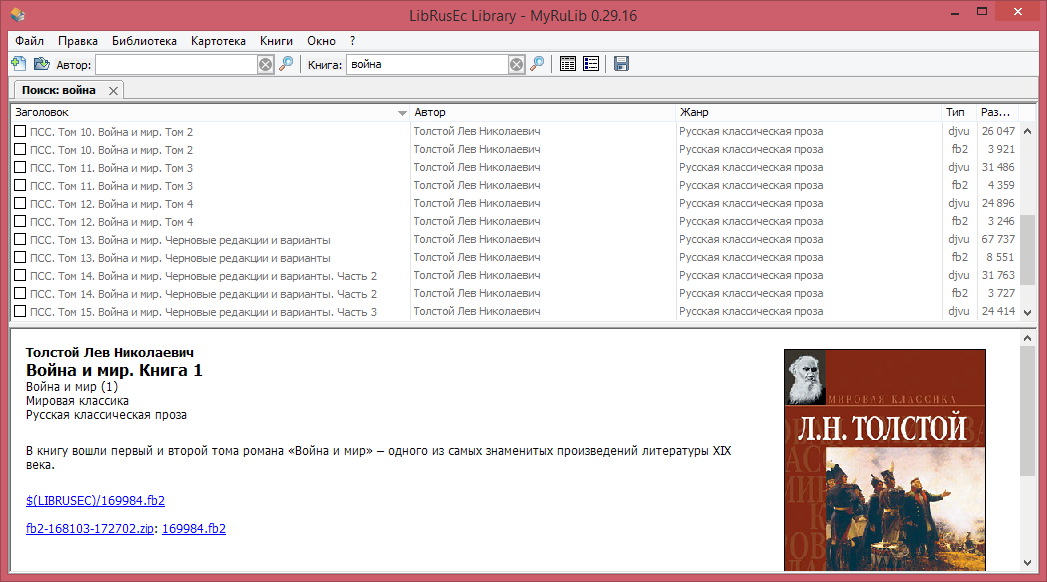 LibRusEc Library - MyRuLib 0.29.16
Файл Правка Библиотека Картотека Книги Окно ?
Автор: Книга: война
Поиск: война
Заголовок Автор Жанр Тип Раз...
ПСС. Том 10. Война и мир. Том 2 Толстой Лев Николаевич Русская классическая проза djvu 26 047
ПСС. Том 10. Война и мир. Том 2 Толстой Лев Николаевич Русская классическая проза fb2 3 921
ПСС. Том 11. Война и мир. Том 3 Толстой Лев Николаевич Русская классическая проза djvu 31 486
ПСС. Том 11. Война и мир. Том 3 Толстой Лев Николаевич Русская классическая проза fb2 4 359
ПСС. Том 12. Война и мир. Том 4 Толстой Лев Николаевич Русская классическая проза djvu 24 896
ПСС. Том 12. Война и мир. Том 4 Толстой Лев Николаевич Русская классическая проза fb2 3 246
ПСС. Том 13. Война и мир. Черновые редакции и варианты Толстой Лев Николаевич Русская классическая проза djvu 67 737
ПСС. Том 13. Война и мир. Черновые редакции и варианты Толстой Лев Николаевич Русская классическая проза fb2 8 551
ПСС. Том 14. Война и мир. Черновые редакции и варианты. Часть 2 Толстой Лев Николаевич Русская классическая проза djvu 31 763
ПСС. Том 14. Война и мир. Черновые редакции и варианты. Часть 2 Толстой Лев Николаевич Русская классическая проза fb2 3 727
ПСС. Том 15. Война и мир. Черновые редакции и варианты. Часть 3 Толстой Лев Николаевич Русская классическая проза djvu 24 414
Толстой Лев Николаевич
Война и мир. Книга 1
Война и мир (1)
Мировая классика
Русская классическая проза
В книгу вошли первый и второй тома романа «Война и мир» – одного из самых знаменитых произведений литературы XIX
века.
$(LIBRUSEC)/169984.fb2
fb2-168103-172702.zip: 169984.fb2
МИРОВАЯ КЛАССИКА
Л.Н. ТОЛСТОЙ